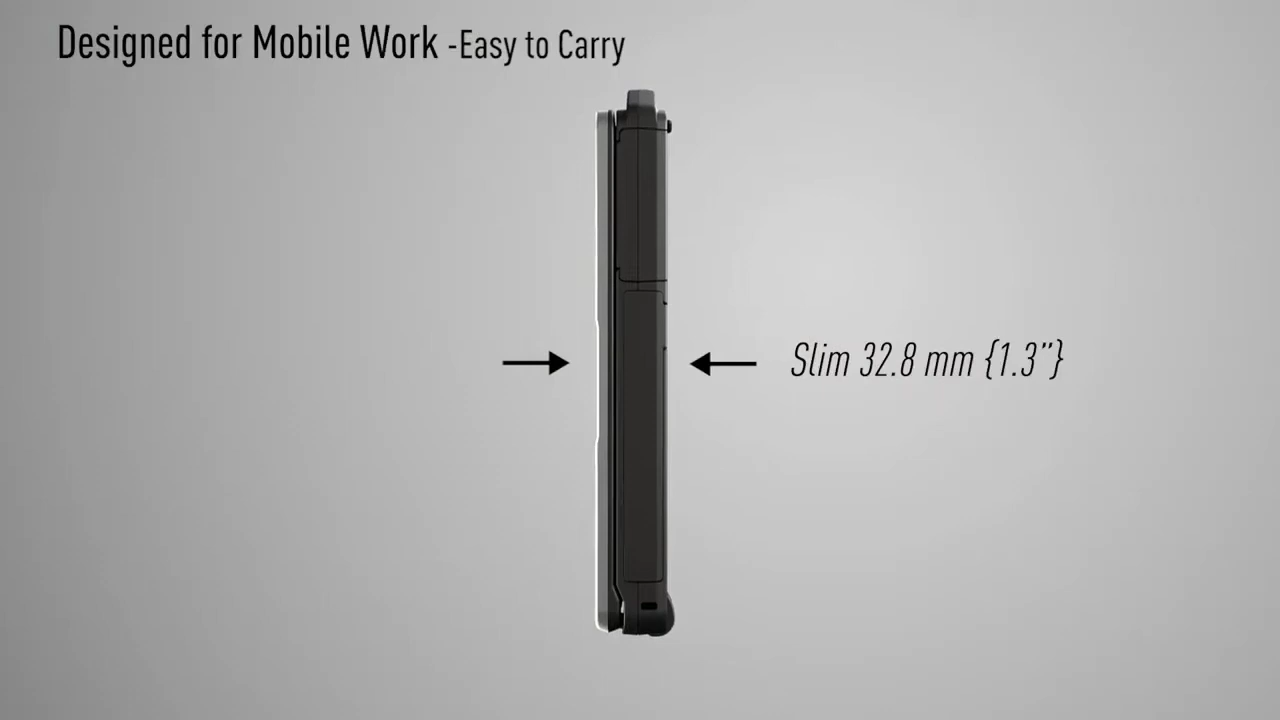 Designed for Mobile Work -Easy to Carry
Slim 32.8 mm {1.3”}